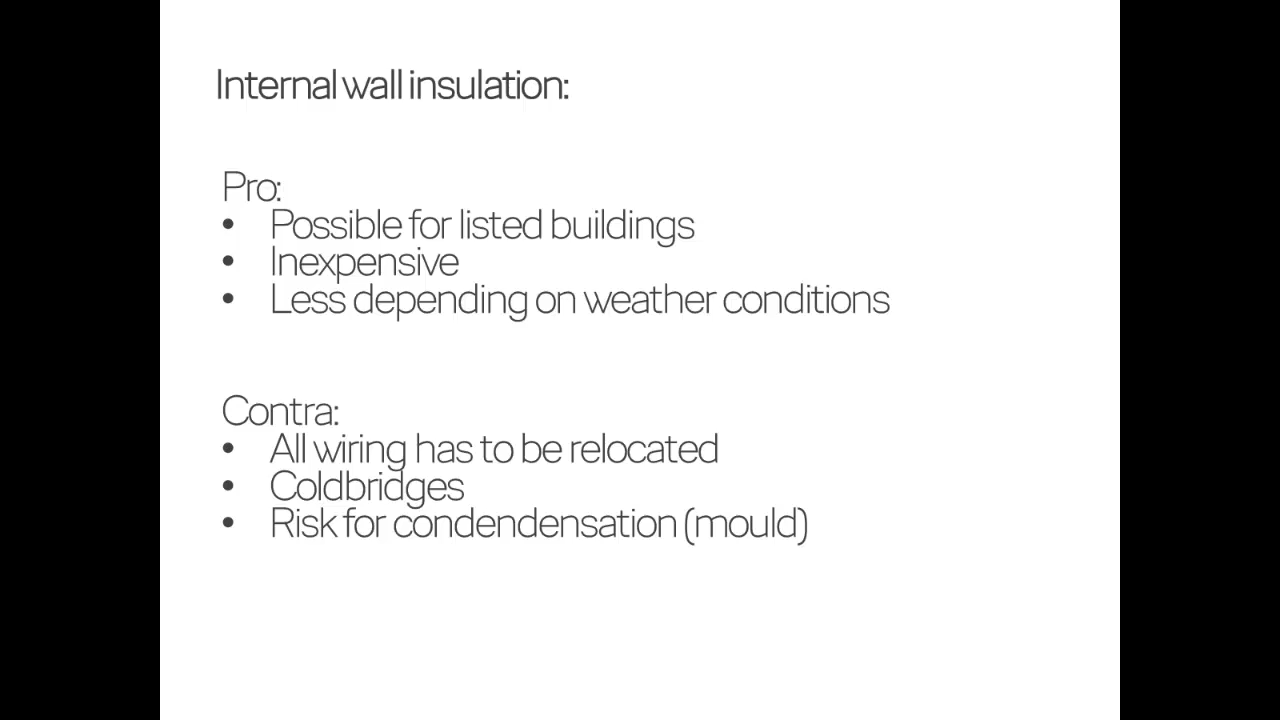 Internal wall insulation:
Pro:
• Possible for listed buildings
• Inexpensive
• Less depending on weather conditions
Contra:
• All wiring has to be relocated
• Coldbridges
• Risk for condendensation (mould)